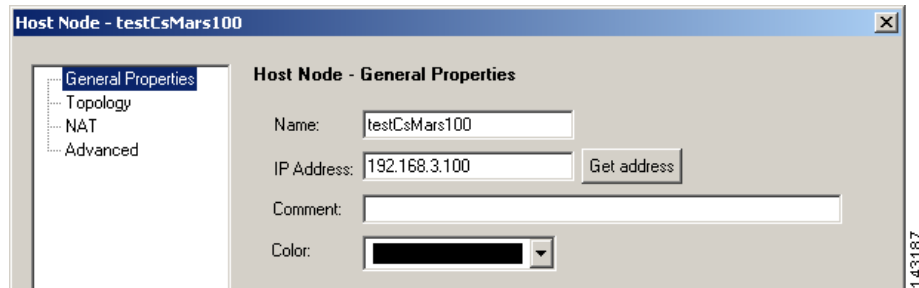 Host Node - testCsMars100
General Properties
Topology
NAT
Advanced
Host Node - General Properties
Name: testCsMars100
IP Address: 192.168.3.100 Get address
Comment:
Color:
143187